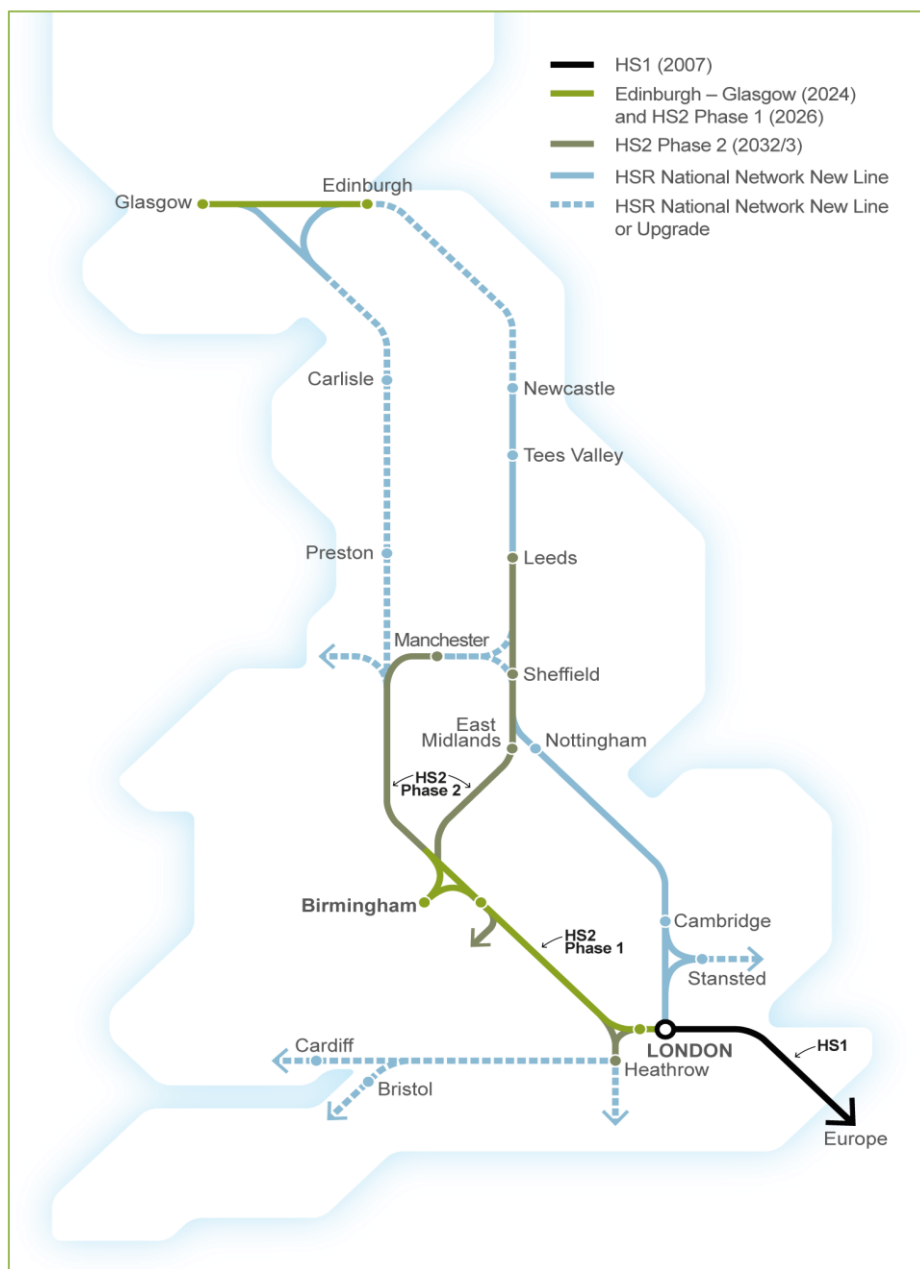 HS1 (2007)
Edinburgh – Glasgow (2024)
and HS2 Phase 1 (2026)
HS2 Phase 2 (2032/3)
HSR National Network New Line
HSR National Network New Line
or Upgrade
Edinburgh
Glasgow
Carlisle
Newcastle
Tees Valley
Preston
Leeds
Manchester
Sheffield
East
Midlands
Nottingham
HS2
Phase 2
Birmingham
Cambridge
HS2
Phase 1
Stansted
Cardiff
LONDON
HS1
Heathrow
Bristol
Europe